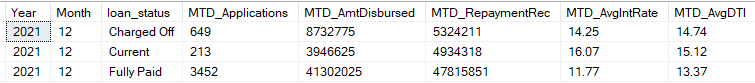 Year Month loan_status MTD_Applications MTD_AmtDisbursed MTD_RepaymentRec MTD_AvgIntRate MTD_AvgDTI
2021 12 Charged Off 649 8732775 5324211 14.25 14.74
2021 12 Current 213 3946625 4934318 16.07 15.12
2021 12 Fully Paid 3452 41302025 47815851 11.77 13.37